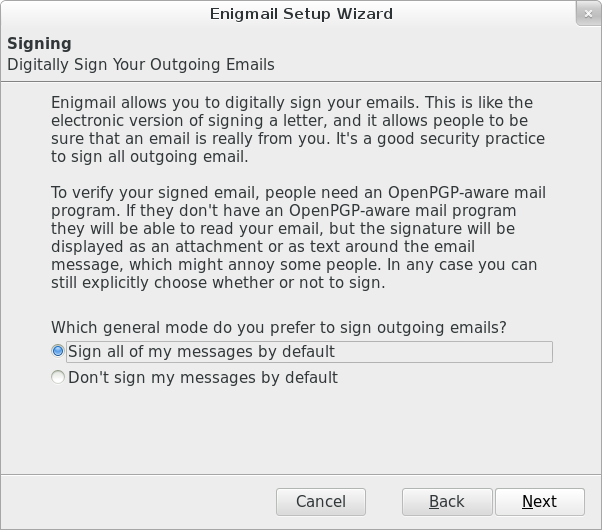 Enigmail Setup Wizard
Signing
Digitally Sign Your Outgoing Emails
Enigmail allows you to digitally sign your emails. This is like the
electronic version of signing a letter, and it allows people to be
sure that an email is really from you. It's a good security practice
to sign all outgoing email.
To verify your signed email, people need an OpenPGP-aware mail
program. If they don't have an OpenPGP-aware mail program
they will be able to read your email, but the signature will be
displayed as an attachment or as text around the email
message, which might annoy some people. In any case you can
still explicitly choose whether or not to sign.
Which general mode do you prefer to sign outgoing emails?
Sign all of my messages by default
Don't sign my messages by default
Cancel Back Next